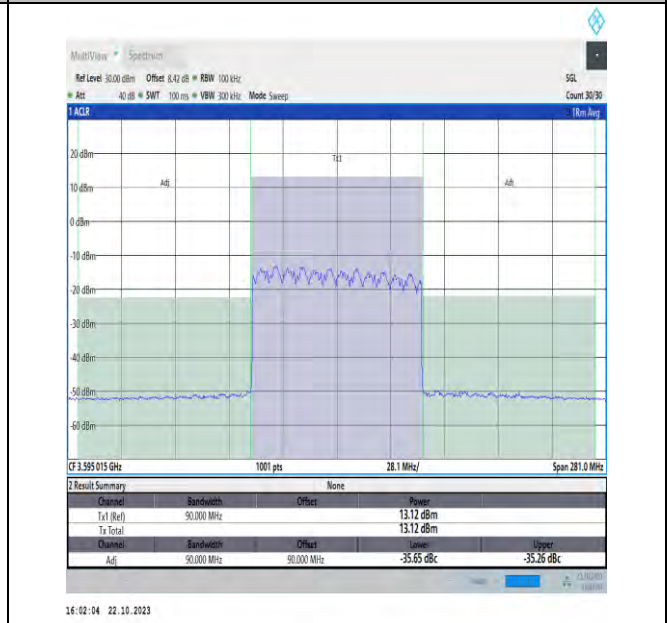 MultiView Spectrum
Ref Level 30.00 dBm Offset 8.42 dB RBW 100 kHz SGL
Att 40 dB SWT 100 ms VBW 300 kHz Mode Sweep Count 30/30
1 ACLR 1Rm Avg
20 dBm
Tx1
Adj Adj
10 dBm
0 dBm
-10 dBm
-20 dBm
-30 dBm
-40 dBm
-50 dBm
-60 dBm
CF 3.595 015 GHz 1001 pts 28.1 MHz/ Span 281.0 MHz
2 Result Summary None
Channel Bandwidth Offset Power
Tx1 (Ref) 90.000 MHz 13.12 dBm
Tx Total 13.12 dBm
Channel Bandwidth Offset Lower Upper
Adj 90.000 MHz 90.000 MHz -35.65 dBc -35.26 dBc
16:02:04 22.10.2023